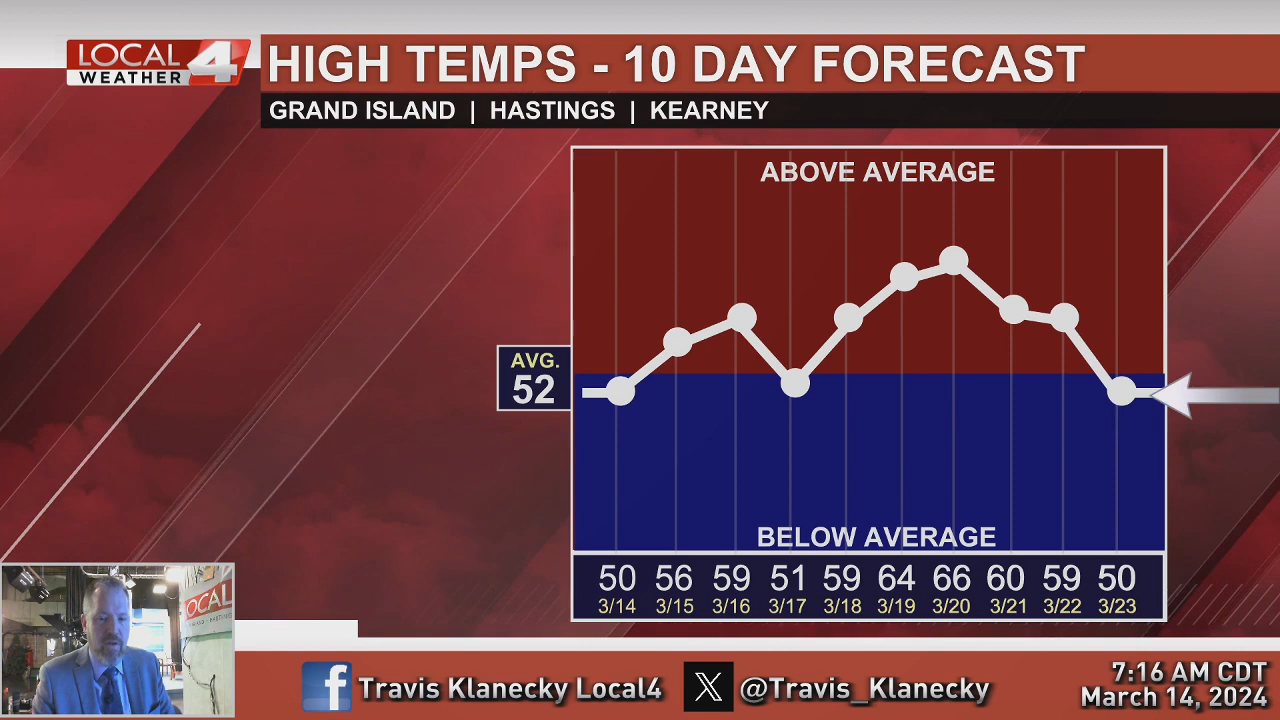 LOCAL 4
WEATHER
HIGH TEMPS - 10 DAY FORECAST
GRAND ISLAND | HASTINGS | KEARNEY
ABOVE AVERAGE
AVG.
52
BELOW AVERAGE
50 56 59 51 59 64 66 60 59 50
3/14 3/15 3/16 3/17 3/18 3/19 3/20 3/21 3/22 3/23
LOCAL
f Travis Klanecky Local4
X @Travis_Klanecky
7:16 AM CDT
March 14, 2024